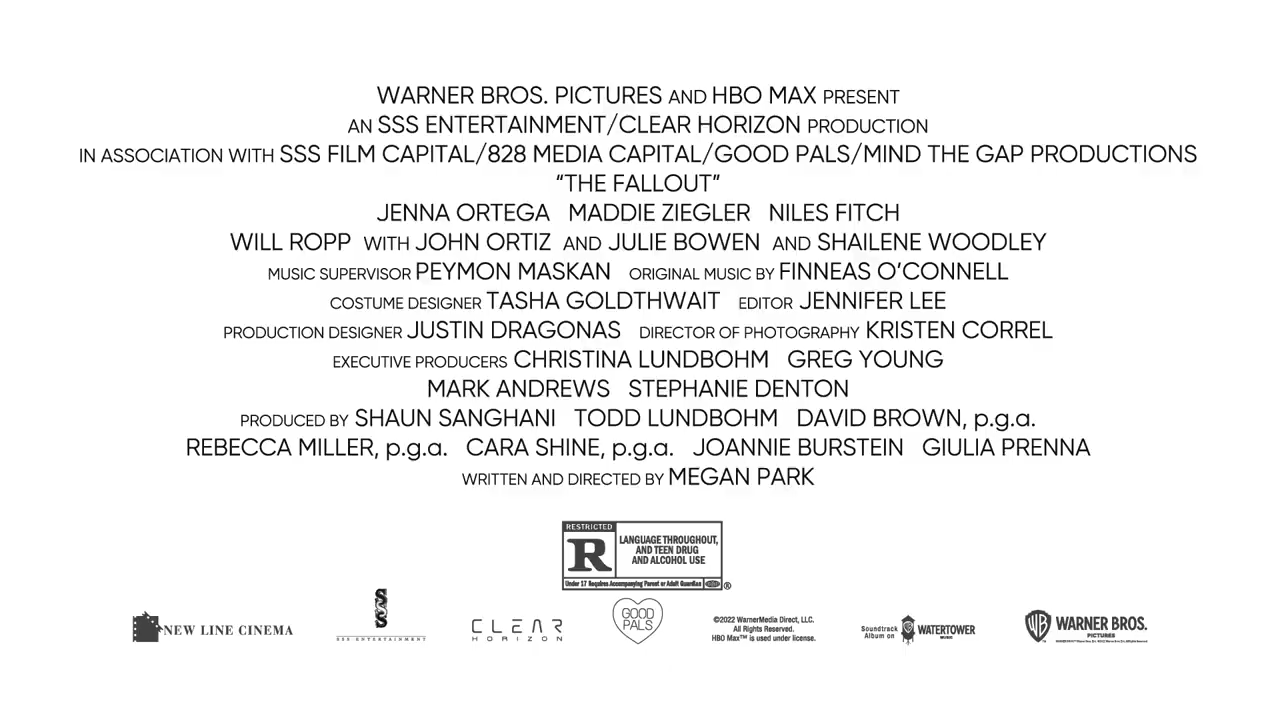 WARNER BROS. PICTURES AND HBO MAX PRESENT
AN SSS ENTERTAINMENT/CLEAR HORIZON PRODUCTION
IN ASSOCIATION WITH SSS FILM CAPITAL/828 MEDIA CAPITAL/GOOD PALS/MIND THE GAP PRODUCTIONS
“THE FALLOUT”
JENNA ORTEGA MADDIE ZIEGLER NILES FITCH
WILL ROPP WITH JOHN ORTIZ AND JULIE BOWEN AND SHAILENE WOODLEY
MUSIC SUPERVISOR PEYMON MASKAN ORIGINAL MUSIC BY FINNEAS O’CONNELL
COSTUME DESIGNER TASHA GOLDTHWAIT EDITOR JENNIFER LEE
PRODUCTION DESIGNER JUSTIN DRAGONAS DIRECTOR OF PHOTOGRAPHY KRISTEN CORREL
EXECUTIVE PRODUCERS CHRISTINA LUNDBOHM GREG YOUNG
MARK ANDREWS STEPHANIE DENTON
PRODUCED BY SHAUN SANGHANI TODD LUNDBOHM DAVID BROWN, p.g.a.
REBECCA MILLER, p.g.a. CARA SHINE, p.g.a. JOANNIE BURSTEIN GIULIA PRENNA
WRITTEN AND DIRECTED BY MEGAN PARK
RESTRICTED
R
LANGUAGE THROUGHOUT,
AND TEEN DRUG
AND ALCOHOL USE
Under 17 Requires Accompanying Parent or Adult Guardian ®
NEW LINE CINEMA
SSS
SSS ENTERTAINMENT
CLEAR
HORIZON
GOOD
PALS
©2022 WarnerMedia Direct, LLC.
All Rights Reserved.
HBO Max™ is used under license.
Soundtrack
Album on
WATERTOWER
MUSIC
WB
WARNER BROS.
PICTURES